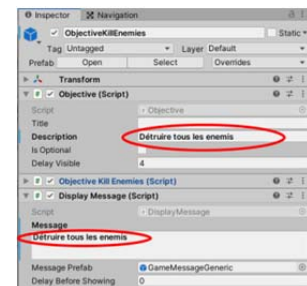 Inspector Navigation
ObjectiveKillEnemies Static
Tag Untagged Layer Default
Prefab Open Select Overrides
Transform
Objective (Script)
Script Objective
Title
Description Détruire tous les enemis
Is Optional
Delay Visible 4
Objective Kill Enemies (Script)
Display Message (Script)
Script DisplayMessage
Message
Détruire tous les enemis
Message Prefab GameMessageGeneric
Delay Before Showing 0